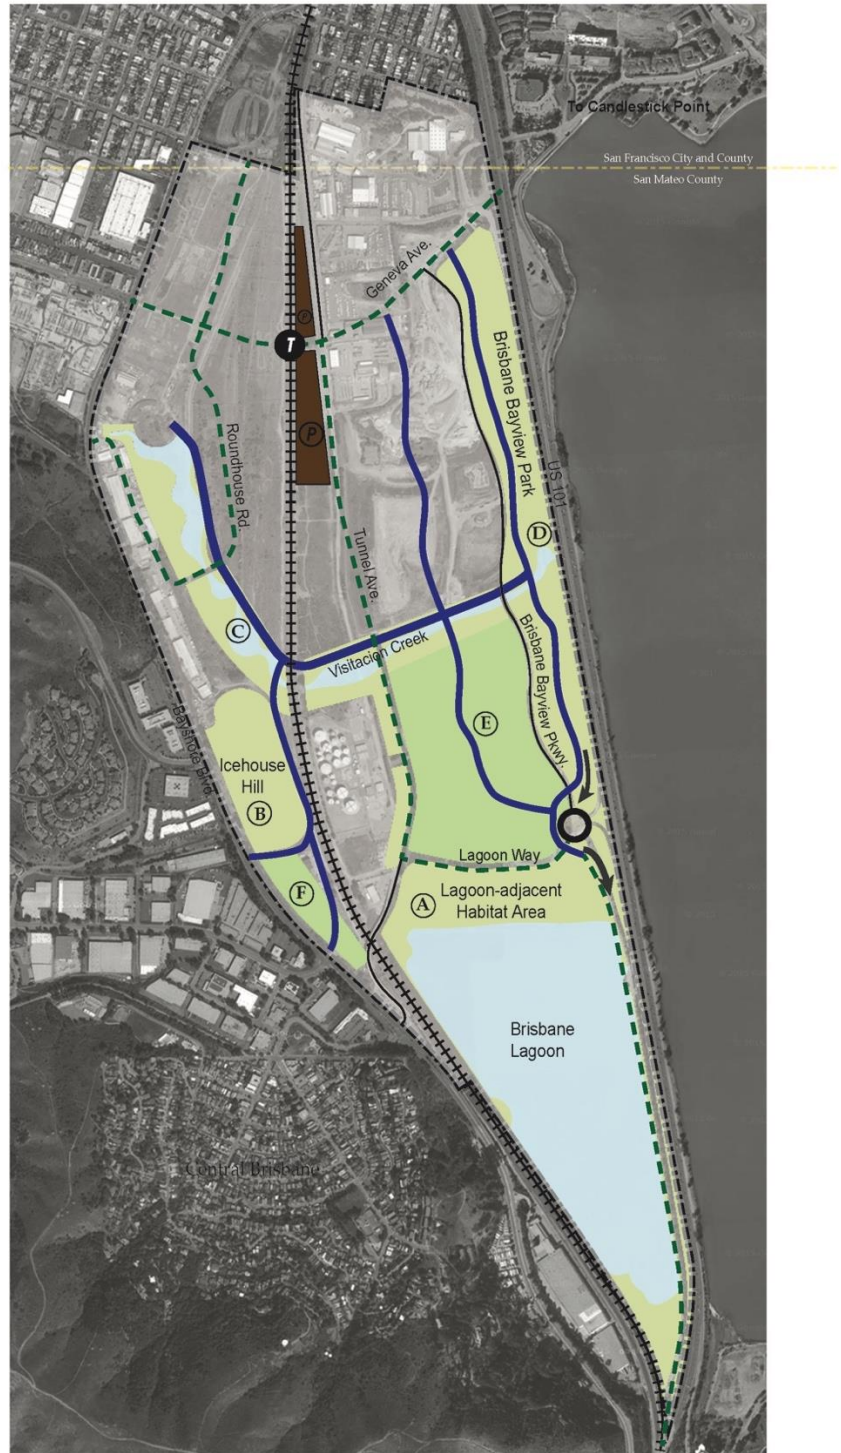 To Candlestick Point
San Francisco City and County
San Mateo County
Geneva Ave.
P
T
Brisbane Bayview Park
P
Roundhouse Rd.
US 101
Tunnel Ave.
D
C
Visitacion Creek
Brisbane Bayview Pkwy.
E
Bayshore Blvd
Icehouse
Hill
B
Lagoon Way
F
A
Lagoon-adjacent
Habitat Area
Brisbane
Lagoon
Central Brisbane